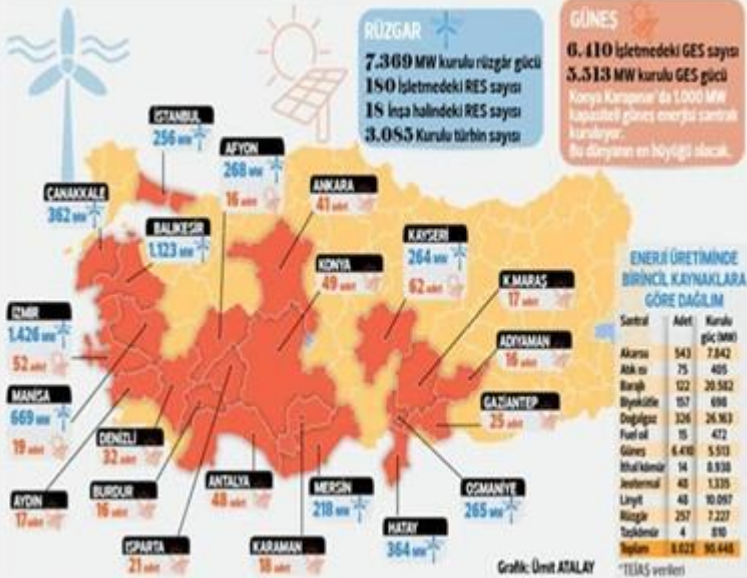 RÜZGAR
7.369 MW kurulu rüzgâr gücü
180 İşletmedeki RES sayısı
18 İnşa halindeki RES sayısı
3.085 Kurulu türbin sayısı
GÜNEŞ
6.410 İşletmedeki GES sayısı
5.513 MW kurulu GES gücü
Konya Karapınar'da 1.000 MW
kapasiteli güneş enerjisi santrali
kuruluyor.
Bu dünyanın en büyüğü olacak.
İSTANBUL
256 MW
AFYON
268 MW
16 adet
ANKARA
41 adet
ÇANAKKALE
362 MW
BALIKESİR
1.123 MW
KONYA
49 adet
KAYSERİ
264 MW
62 adet
K.MARAŞ
17 adet
ADIYAMAN
16 adet
İZMİR
1.426 MW
52 adet
MANİSA
669 MW
19 adet
GAZİANTEP
25 adet
DENİZLİ
32 adet
AYDIN
17 adet
BURDUR
16 adet
ISPARTA
21 adet
ANTALYA
48 adet
KARAMAN
18 adet
MERSİN
218 MW
HATAY
364 MW
OSMANİYE
265 MW
ENERJİ ÜRETİMİNDE
BİRİNCİL KAYNAKLARA
GÖRE DAĞILIM
Santral Adet Kurulu
güç (MW)
Akarsu 543 7.842
Atık ısı 75 405
Barajlı 122 20.582
Biyokütle 157 698
Doğalgaz 326 26.163
Fuel oil 15 472
Güneş 6.410 5.513
İthal kömür 14 8.938
Jeotermal 48 1.335
Linyit 48 10.097
Rüzgar 257 7.227
Taşkömür 4 810
Toplam 8.023 90.448
*TEİAŞ verileri
Grafik: Ümit ATALAY